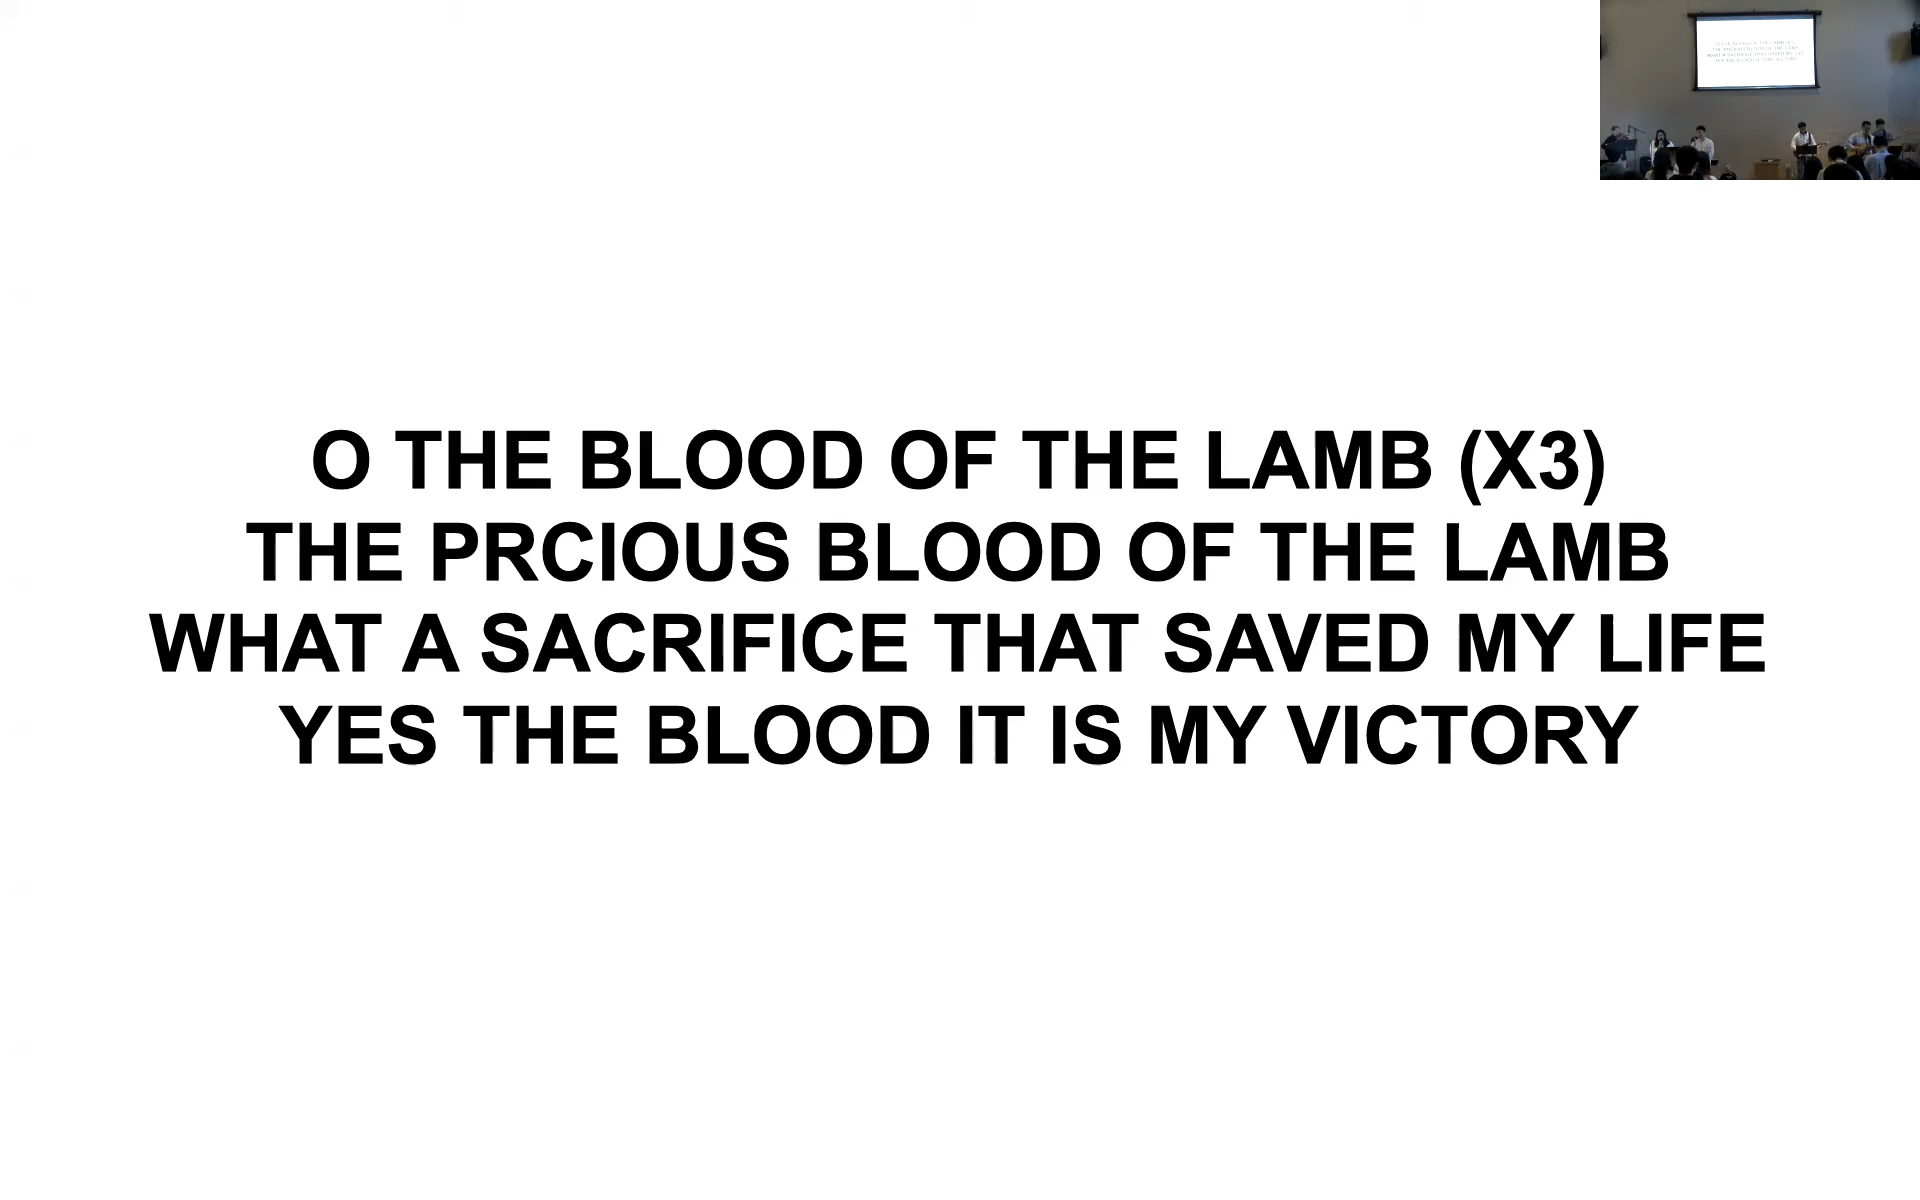 O THE BLOOD OF THE LAMB (X3)
THE PRCIOUS BLOOD OF THE LAMB
WHAT A SACRIFICE THAT SAVED MY LIFE
YES THE BLOOD IT IS MY VICTORY